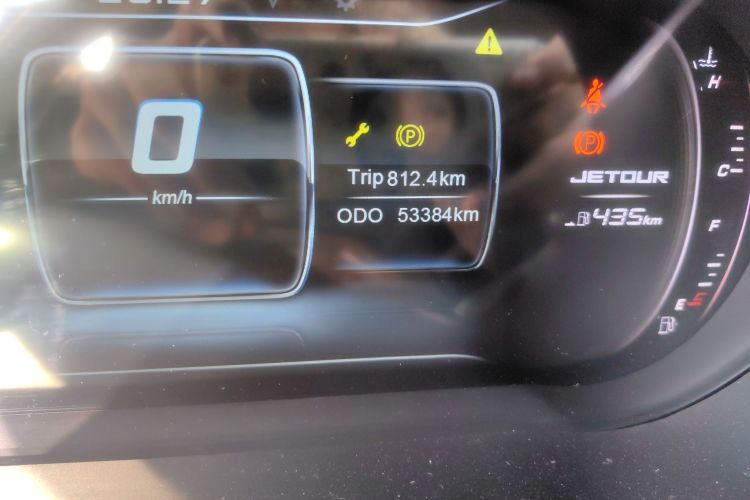 0
km/h
P
Trip 812.4km
ODO 53384km
P
JETOUR
435km
H
C
F
E